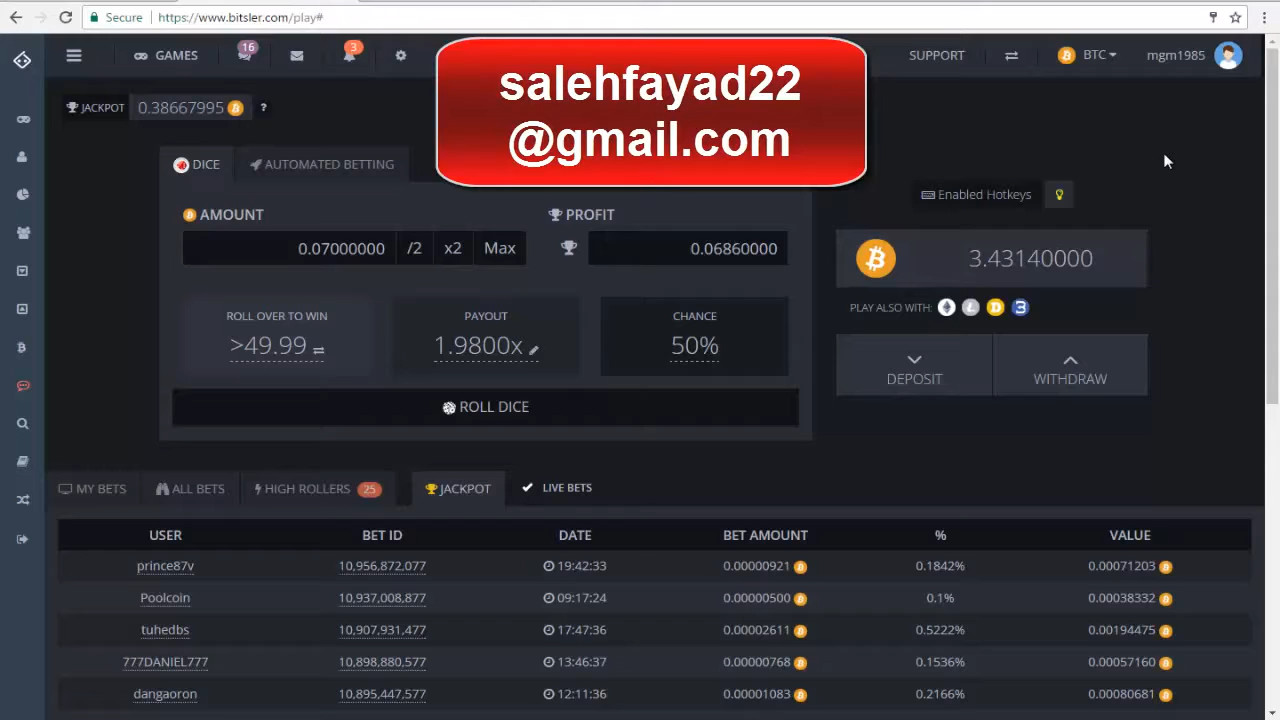 Secure https://www.bitsler.com/play#
GAMES 16 3 SUPPORT BTC mgm1985
salehfayad22
@gmail.com
JACKPOT 0.38667995 ?
DICE AUTOMATED BETTING
Enabled Hotkeys
AMOUNT PROFIT
0.07000000 /2 x2 Max 0.06860000
3.43140000
PLAY ALSO WITH:
ROLL OVER TO WIN PAYOUT CHANCE
>49.99 1.9800x 50%
DEPOSIT WITHDRAW
ROLL DICE
MY BETS ALL BETS HIGH ROLLERS 25 JACKPOT LIVE BETS
USER BET ID DATE BET AMOUNT % VALUE
prince87v 10,956,872,077 19:42:33 0.00000921 0.1842% 0.00071203
Poolcoin 10,937,008,877 09:17:24 0.00000500 0.1% 0.00038332
tuhedbs 10,907,931,477 17:47:36 0.00002611 0.5222% 0.00194475
777DANIEL777 10,898,880,577 13:46:37 0.00000768 0.1536% 0.00057160
dangaoron 10,895,447,577 12:11:36 0.00001083 0.2166% 0.00080681